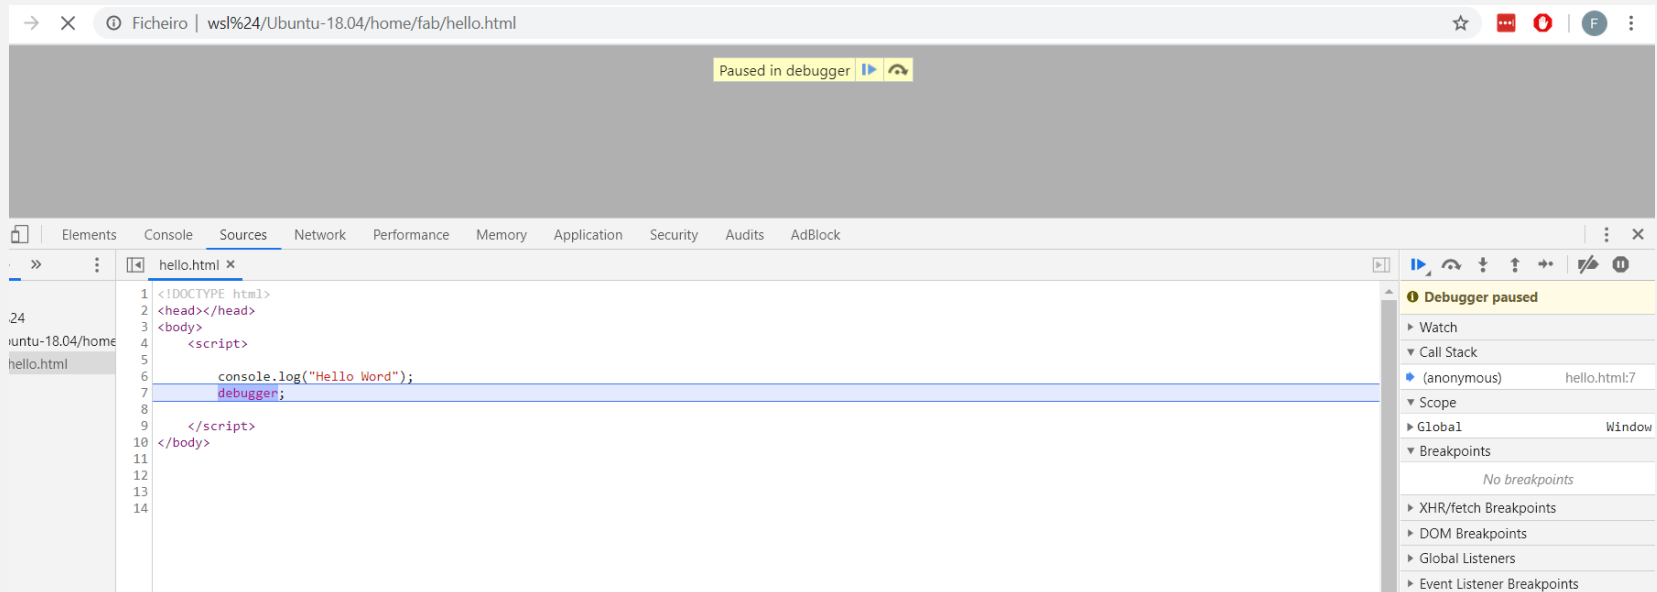 Ficheiro | wsl%24/Ubuntu-18.04/home/fab/hello.html F
Paused in debugger
Elements Console Sources Network Performance Memory Application Security Audits AdBlock
» hello.html ×
%24
ountu-18.04/home
hello.html
1 <!DOCTYPE html>
2 <head></head>
3 <body>
4 <script>
5
6 console.log("Hello Word");
7 debugger;
8
9 </script>
10 </body>
11
12
13
14
Debugger paused
Watch
Call Stack
(anonymous) hello.html:7
Scope
Global Window
Breakpoints
No breakpoints
XHR/fetch Breakpoints
DOM Breakpoints
Global Listeners
Event Listener Breakpoints